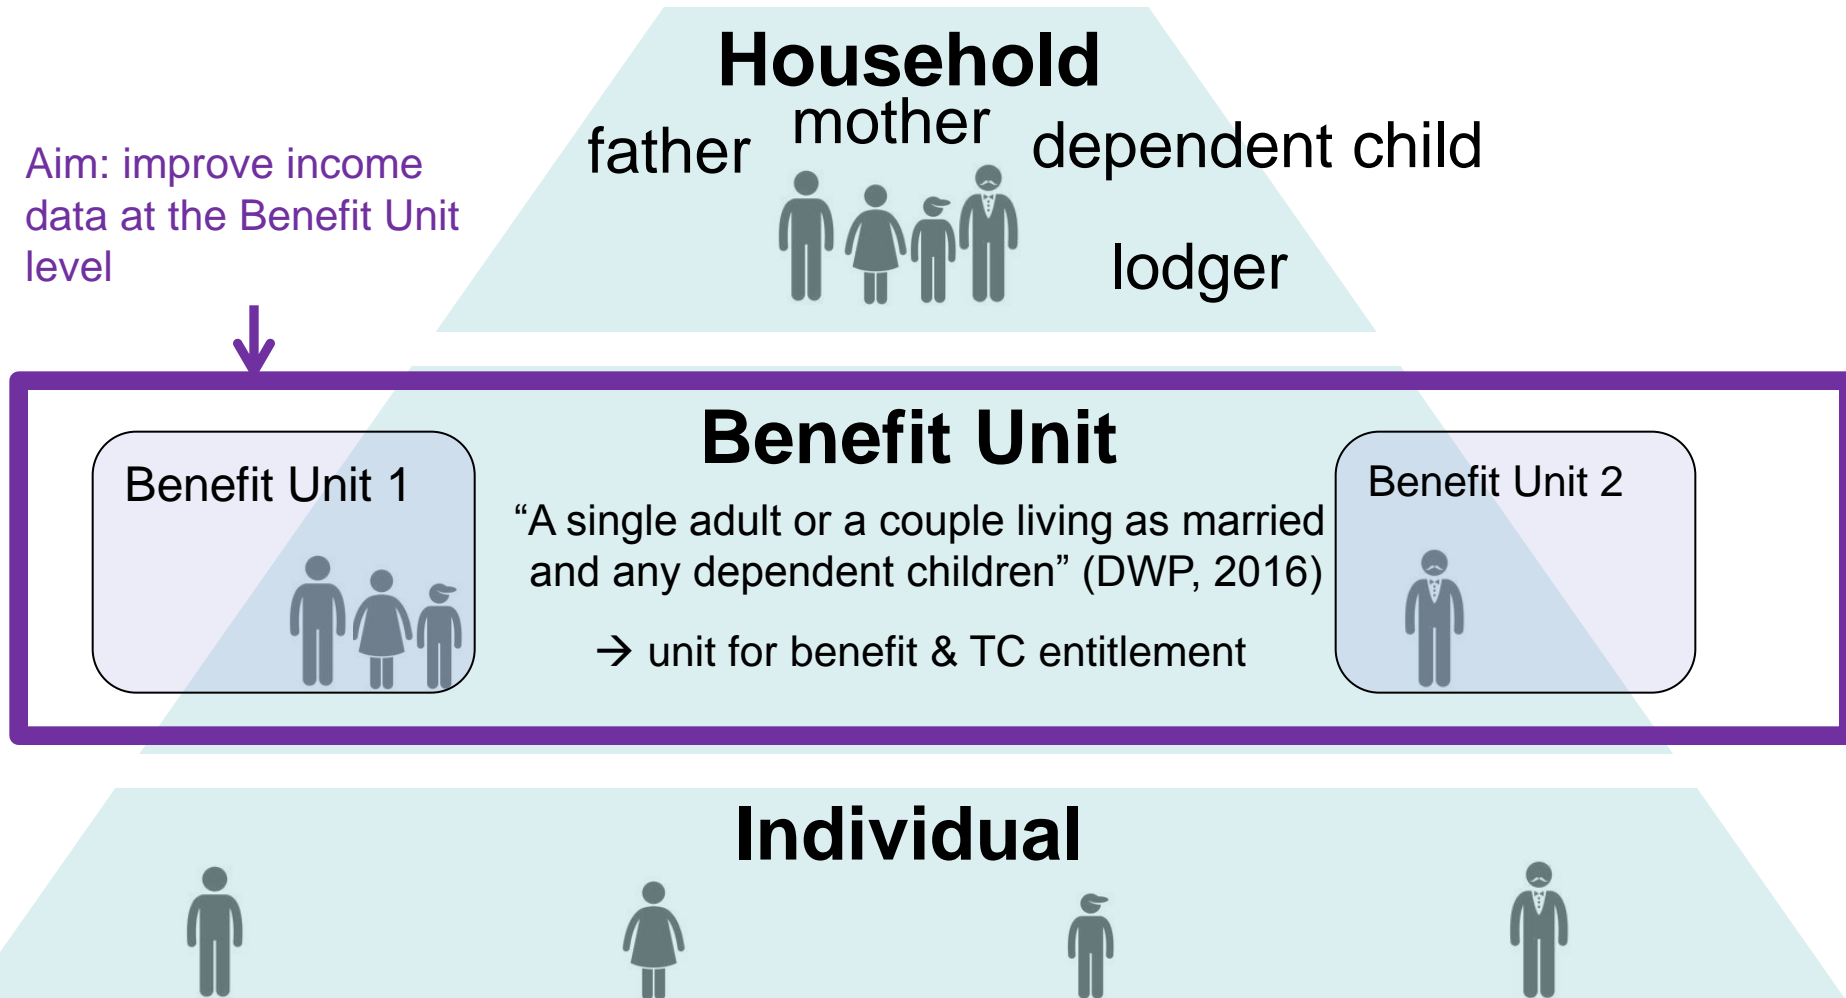 Household
father
mother
dependent child
lodger
Aim: improve income
data at the Benefit Unit
level
Benefit Unit
Benefit Unit 1
“A single adult or a couple living as married
and any dependent children” (DWP, 2016)
→ unit for benefit & TC entitlement
Benefit Unit 2
Individual